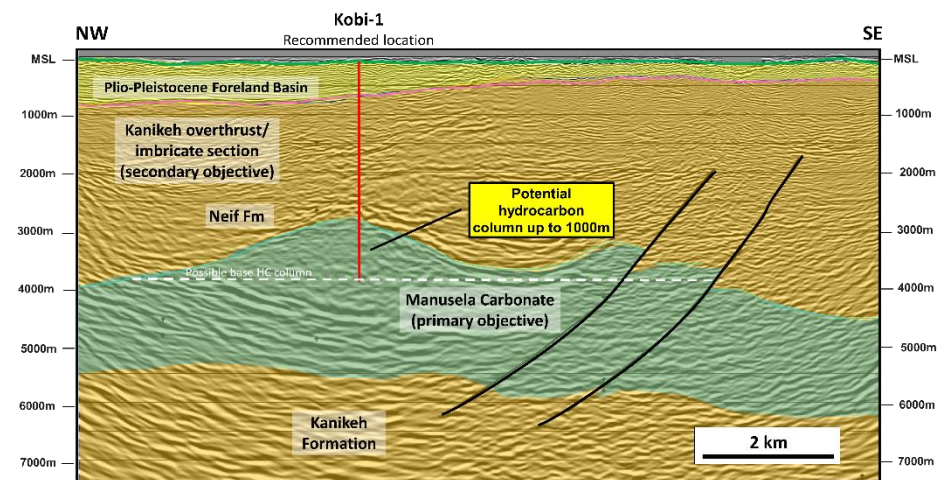 Kobi-1
Recommended location
NW
SE
MSL
MSL
Plio-Pleistocene Foreland Basin
1000m
1000m
Kanikeh overthrust/
imbricate section
(secondary objective)
2000m
2000m
Potential
hydrocarbon
column up to 1000m
Neif Fm
3000m
3000m
Possible base HC column
4000m
4000m
Manusela Carbonate
(primary objective)
5000m
5000m
6000m
6000m
Kanikeh
Formation
2 km
7000m
7000m